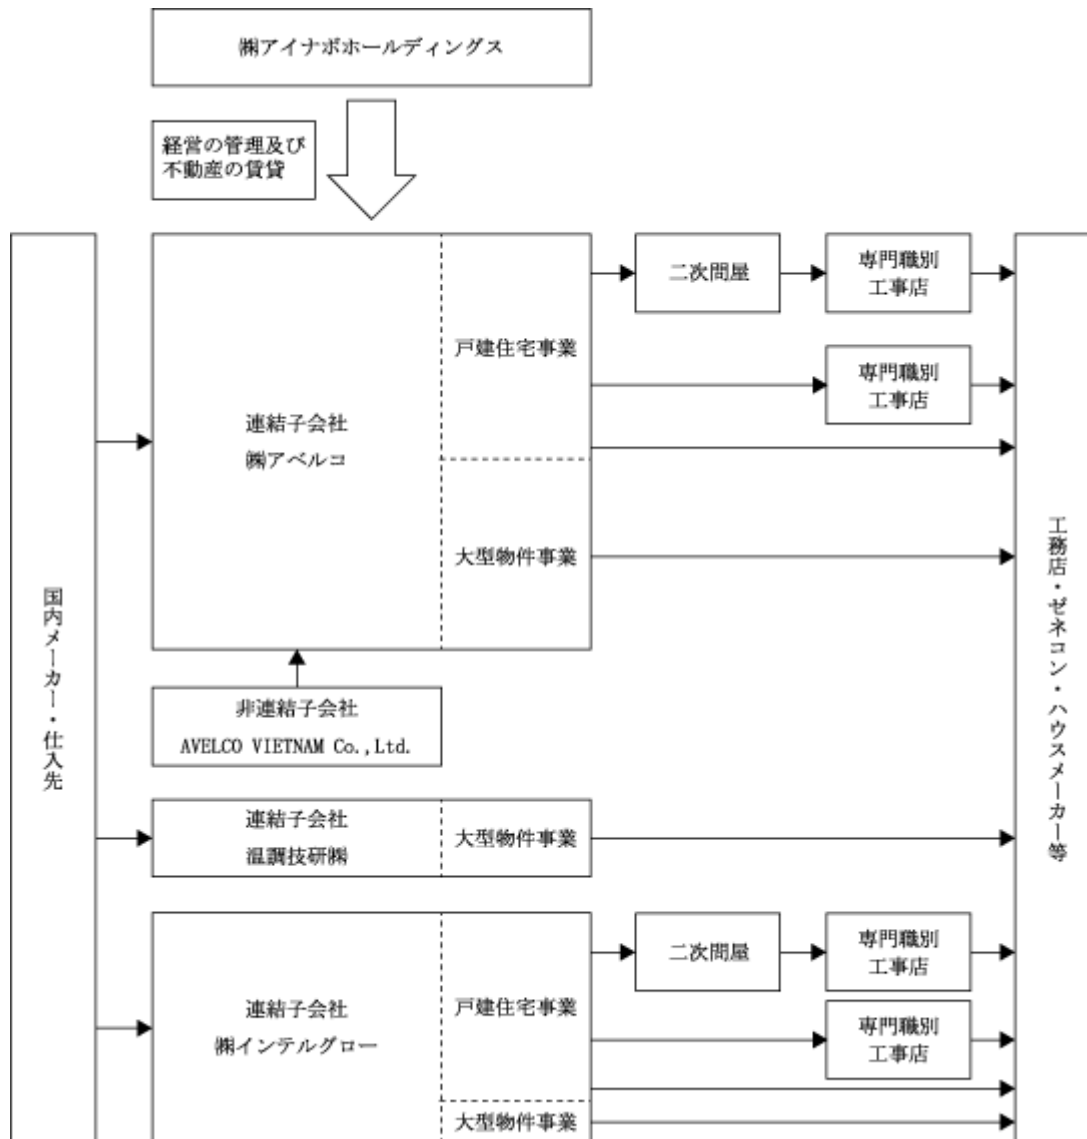 ㈱アイナボホールディングス
経営の管理及び
不動産の賃貸
国内メーカー・仕入先
連結子会社
㈱アベルコ
戸建住宅事業
大型物件事業
二次問屋
専門職別
工事店
専門職別
工事店
工務店・ゼネコン・ハウスメーカー等
非連結子会社
AVELCO VIETNAM Co.,Ltd.
連結子会社
温調技研㈱
大型物件事業
連結子会社
㈱インテルグロー
戸建住宅事業
大型物件事業
二次問屋
専門職別
工事店
専門職別
工事店